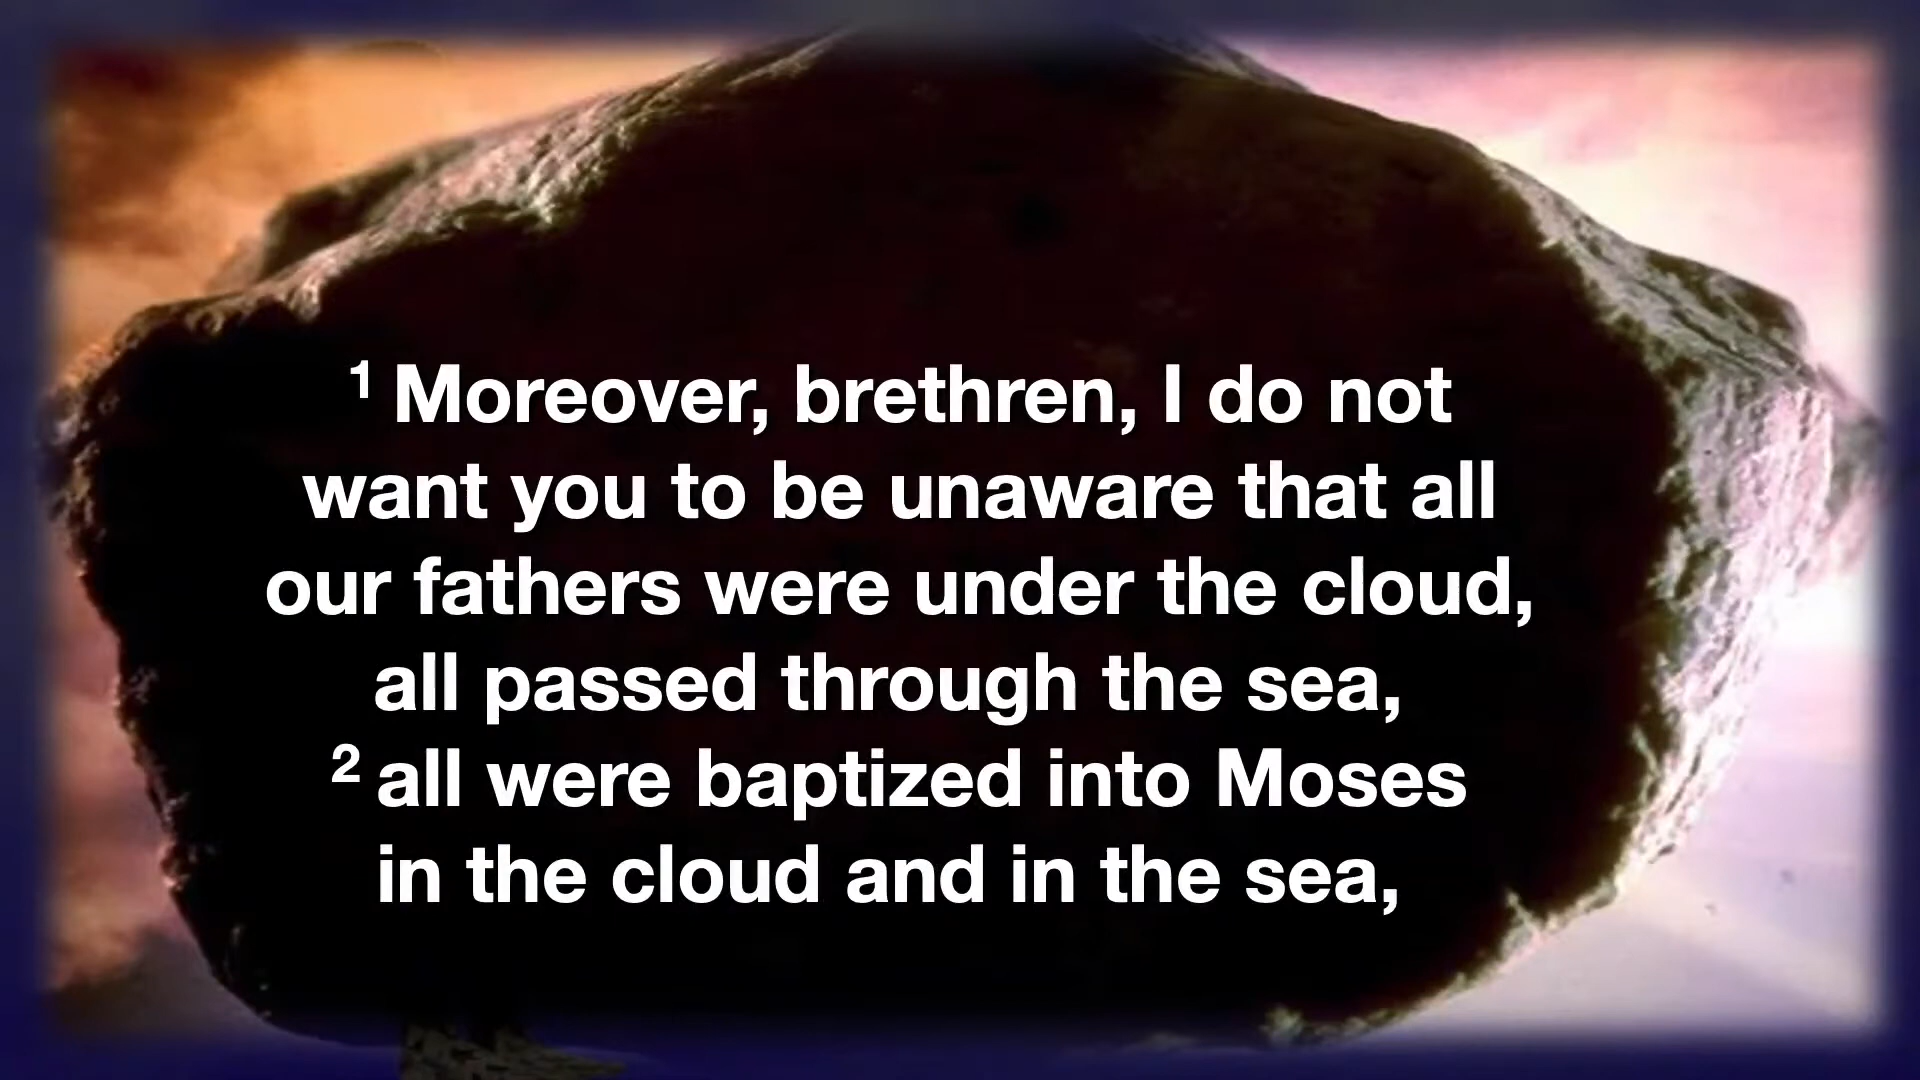 1 Moreover, brethren, I do not
want you to be unaware that all
our fathers were under the cloud,
all passed through the sea,
2 all were baptized into Moses
in the cloud and in the sea,